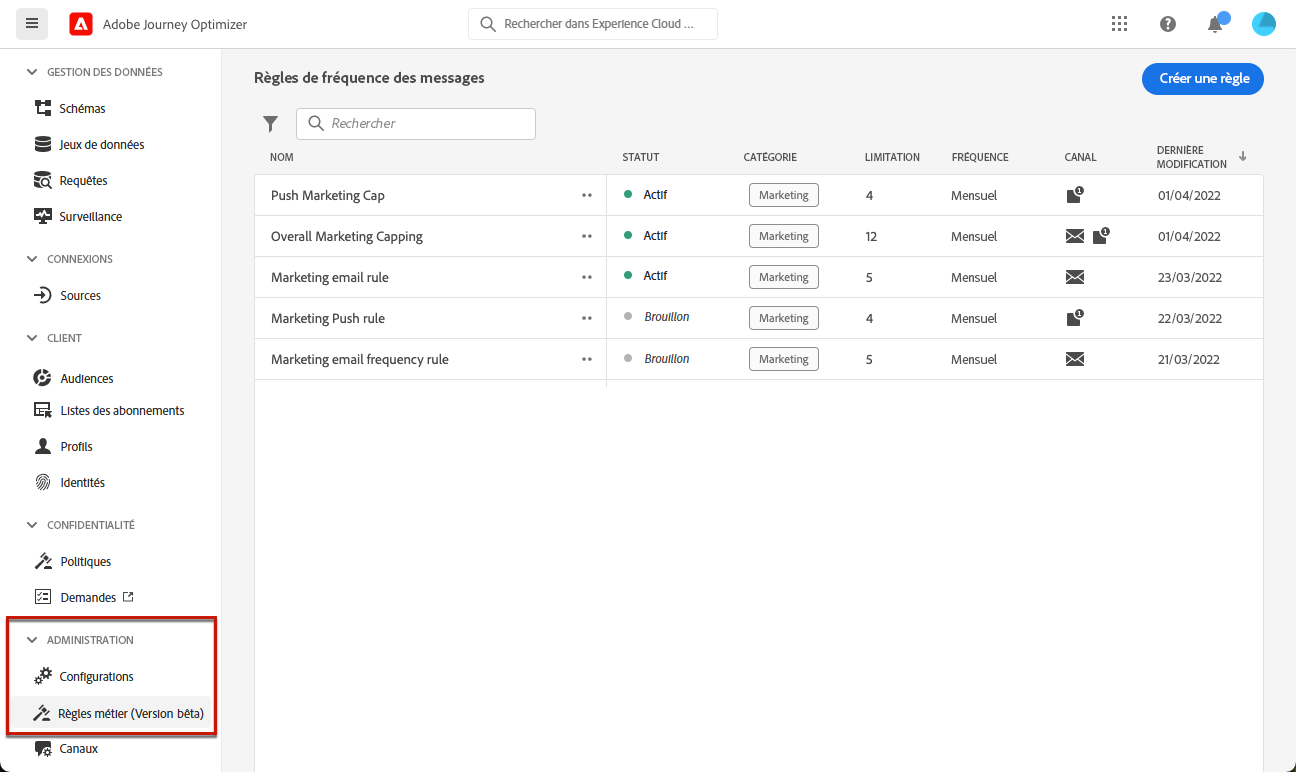 Adobe Journey Optimizer
Rechercher dans Experience Cloud ...
GESTION DES DONNÉES
Schémas
Jeux de données
Requêtes
Surveillance
CONNEXIONS
Sources
CLIENT
Audiences
Listes des abonnements
Profils
Identités
CONFIDENTIALITÉ
Politiques
Demandes
ADMINISTRATION
Configurations
Règles métier (Version bêta)
Canaux
Règles de fréquence des messages
Créer une règle
Rechercher
NOM STATUT CATÉGORIE LIMITATION FRÉQUENCE CANAL DERNIÈRE MODIFICATION
Push Marketing Cap Actif Marketing 4 Mensuel 1 01/04/2022
Overall Marketing Capping Actif Marketing 12 Mensuel 1 01/04/2022
Marketing email rule Actif Marketing 5 Mensuel 23/03/2022
Marketing Push rule Brouillon Marketing 4 Mensuel 1 22/03/2022
Marketing email frequency rule Brouillon Marketing 5 Mensuel 21/03/2022